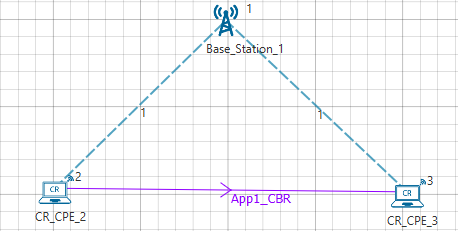 1
Base_Station_1
1
1
CR
2
CR_CPE_2
App1_CBR
CR
3
CR_CPE_3